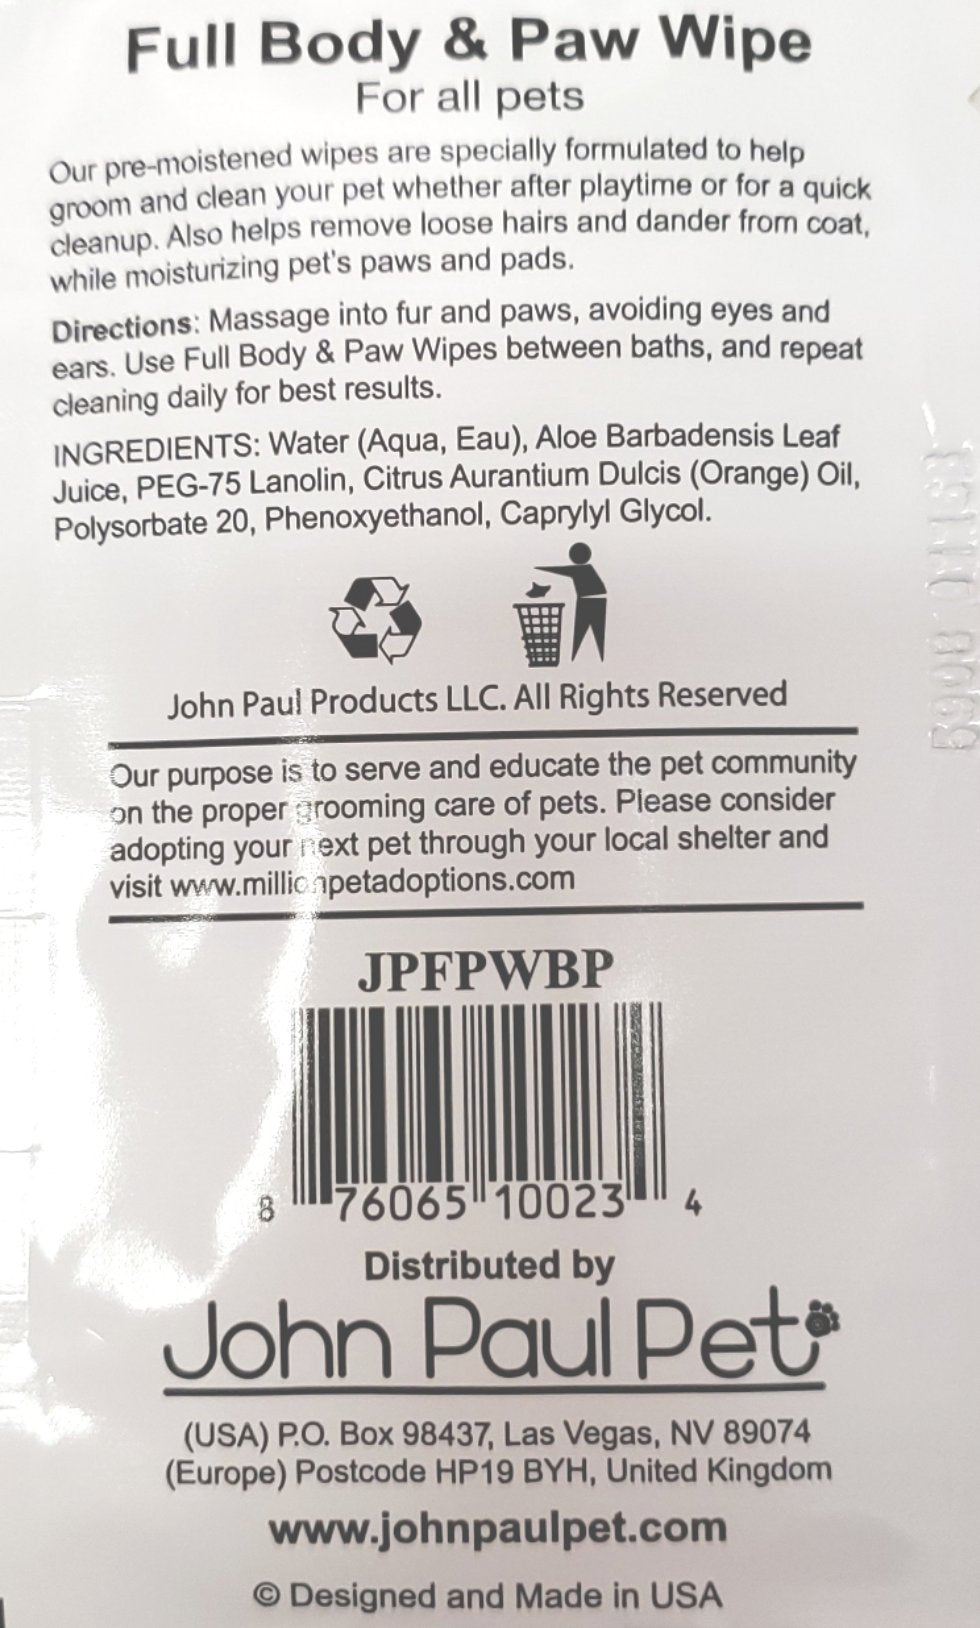 Full Body & Paw Wipe
For all pets
Our pre-moistened wipes are specially formulated to help
groom and clean your pet whether after playtime or for a quick
cleanup. Also helps remove loose hairs and dander from coat,
while moisturizing pet's paws and pads.
Directions: Massage into fur and paws, avoiding eyes and
ears. Use Full Body & Paw Wipes between baths, and repeat
cleaning daily for best results.
INGREDIENTS: Water (Aqua, Eau), Aloe Barbadensis Leaf
Juice, PEG-75 Lanolin, Citrus Aurantium Dulcis (Orange) Oil,
Polysorbate 20, Phenoxyethanol, Caprylyl Glycol.
John Paul Products LLC. All Rights Reserved
Our purpose is to serve and educate the pet community
on the proper grooming care of pets. Please consider
adopting your next pet through your local shelter and
visit www.millionpetadoptions.com
JPFPWBP
8 76065 10023 4
Distributed by
John Paul Pet
(USA) P.O. Box 98437, Las Vegas, NV 89074
(Europe) Postcode HP19 BYH, United Kingdom
www.johnpaulpet.com
© Designed and Made in USA